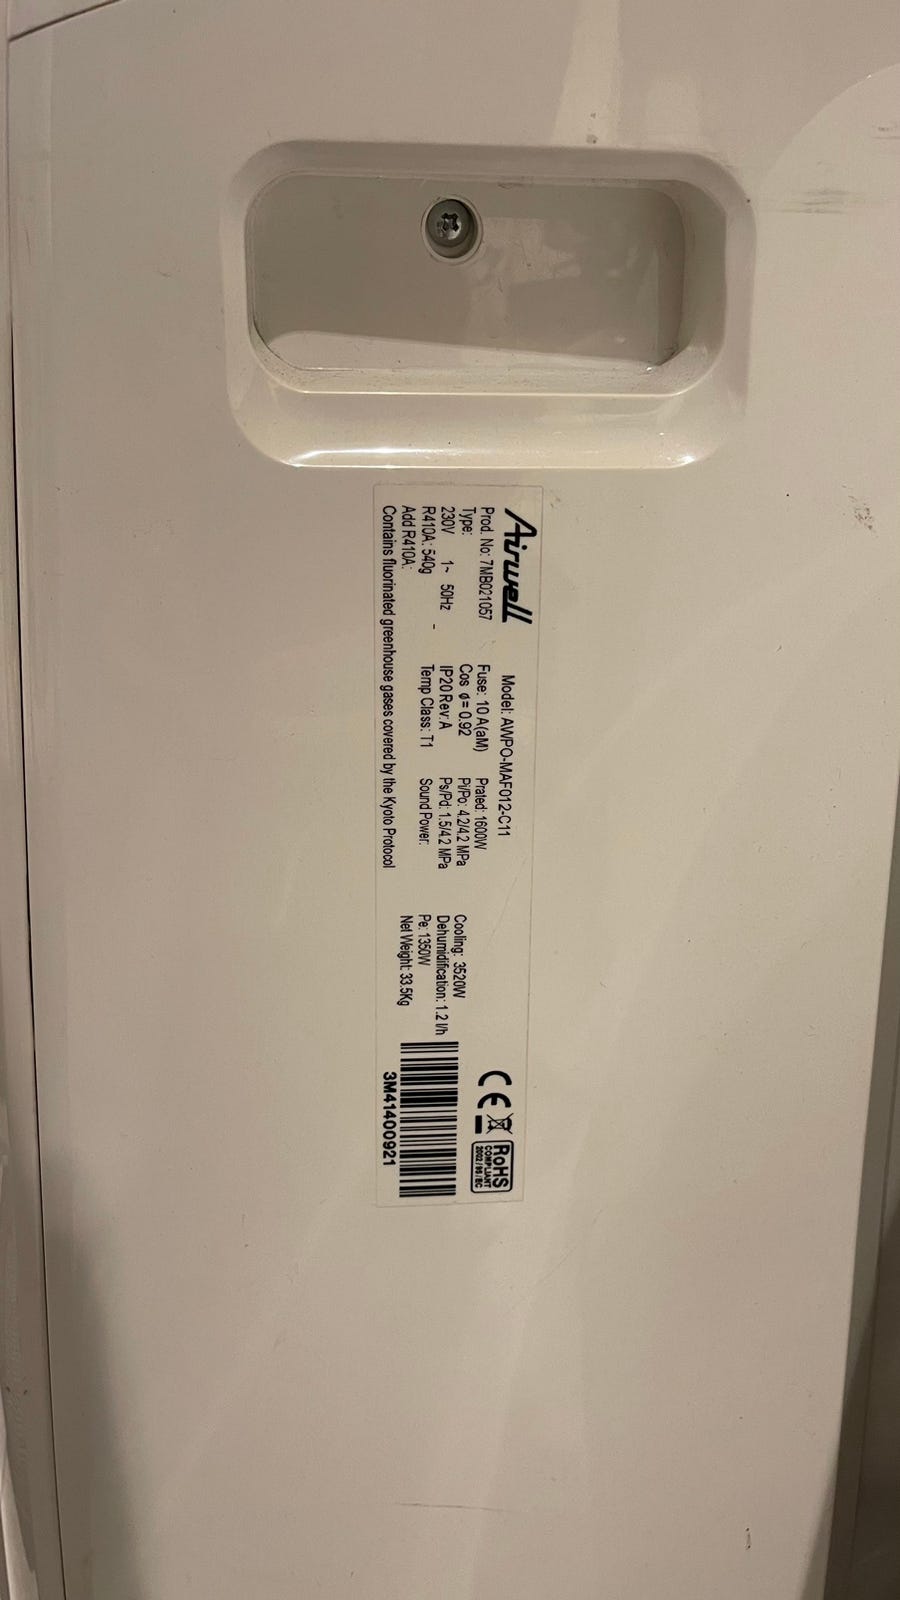 Airwell
Model: AWPO-MAF012-C11
Prod. No: 7MB021057
Fuse: 10 A(aM)
Prated: 1600W
Type:
Cos ϕ = 0.92
Pi/Po: 4.2/4.2 MPa
Cooling: 3520W
230V 1~ 50Hz -
IP20 Rev:A
Ps/Pd: 1.5/4.2 MPa
Dehumidification: 1.2 l/h
R410A: 540g
Temp Class: T1
Sound Power:
Pe: 1350W
Add R410A:
Net Weight: 33.5Kg
Contains fluorinated greenhouse gases covered by the Kyoto Protocol
CE
RoHS
COMPLIANT
2002/95/EC
3M41400921